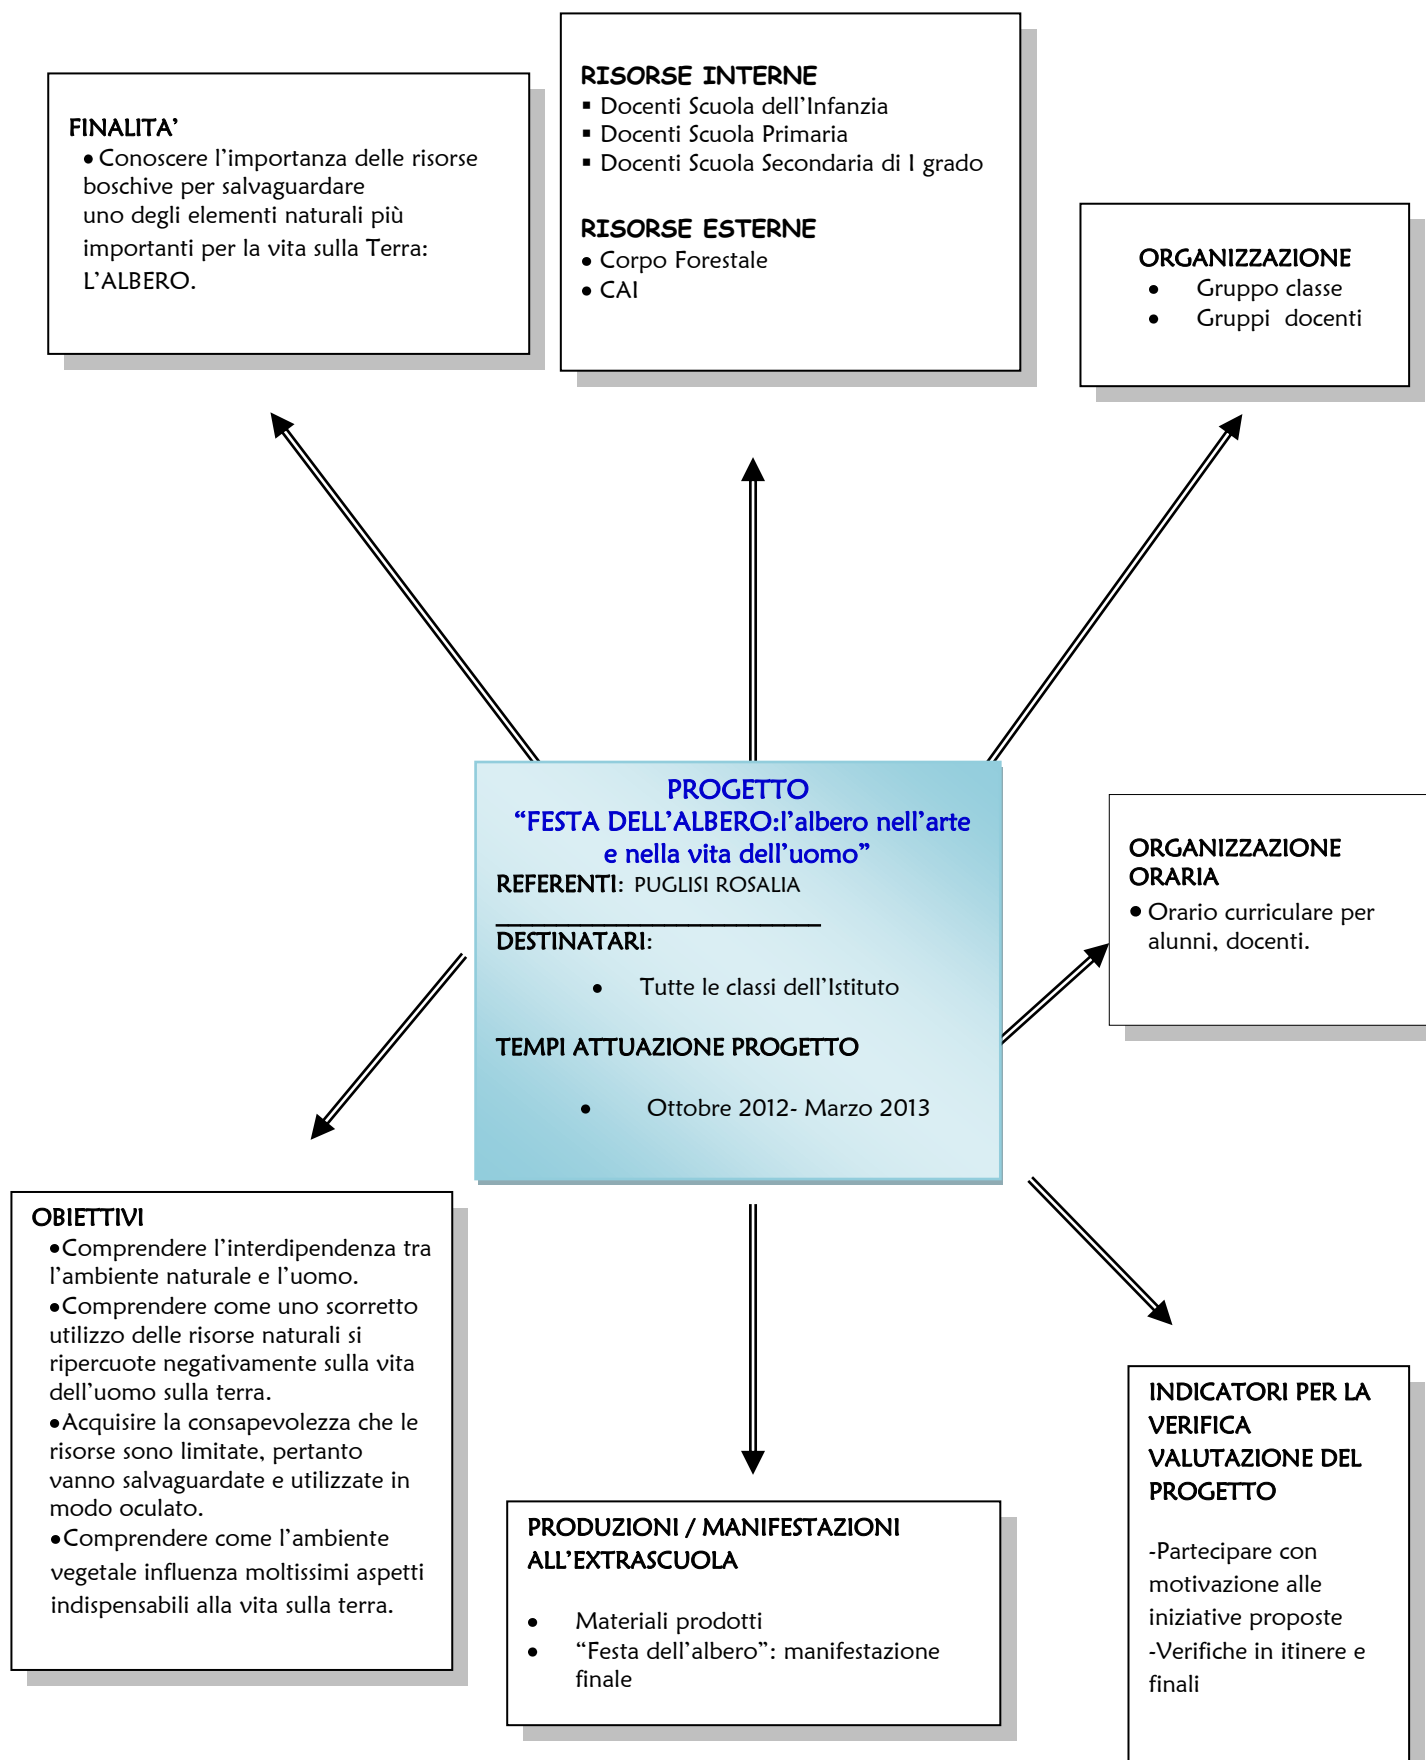 FINALITA’
• Conoscere l’importanza delle risorse
boschive per salvaguardare
uno degli elementi naturali più
importanti per la vita sulla Terra:
L’ALBERO.
RISORSE INTERNE
▪ Docenti Scuola dell’Infanzia
▪ Docenti Scuola Primaria
▪ Docenti Scuola Secondaria di I grado
RISORSE ESTERNE
• Corpo Forestale
• CAI
ORGANIZZAZIONE
• Gruppo classe
• Gruppi docenti
PROGETTO
“FESTA DELL’ALBERO:l’albero nell’arte
e nella vita dell’uomo”
REFERENTI: PUGLISI ROSALIA
___________________________
DESTINATARI:
• Tutte le classi dell’Istituto
TEMPI ATTUAZIONE PROGETTO
• Ottobre 2012- Marzo 2013
ORGANIZZAZIONE
ORARIA
• Orario curriculare per
alunni, docenti.
OBIETTIVI
•Comprendere l’interdipendenza tra
l’ambiente naturale e l’uomo.
•Comprendere come uno scorretto
utilizzo delle risorse naturali si
ripercuote negativamente sulla vita
dell’uomo sulla terra.
•Acquisire la consapevolezza che le
risorse sono limitate, pertanto
vanno salvaguardate e utilizzate in
modo oculato.
•Comprendere come l’ambiente
vegetale influenza moltissimi aspetti
indispensabili alla vita sulla terra.
PRODUZIONI / MANIFESTAZIONI
ALL’EXTRASCUOLA
• Materiali prodotti
• “Festa dell’albero”: manifestazione
finale
INDICATORI PER LA
VERIFICA
VALUTAZIONE DEL
PROGETTO
-Partecipare con
motivazione alle
iniziative proposte
-Verifiche in itinere e
finali